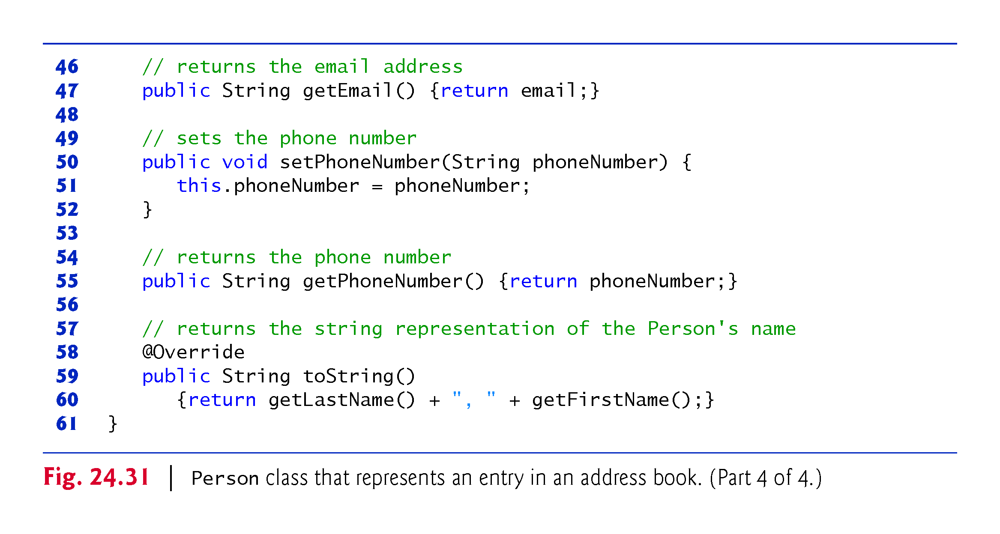 46 // returns the email address
47 public String getEmail() {return email;}
48
49 // sets the phone number
50 public void setPhoneNumber(String phoneNumber) {
51 this.phoneNumber = phoneNumber;
52 }
53
54 // returns the phone number
55 public String getPhoneNumber() {return phoneNumber;}
56
57 // returns the string representation of the Person's name
58 @Override
59 public String toString()
60 {return getLastName() + ", " + getFirstName();}
61 }
Fig. 24.31 | Person class that represents an entry in an address book. (Part 4 of 4.)